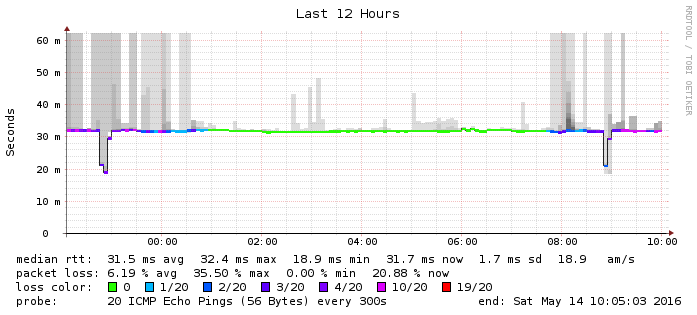 Last 12 Hours
RRDTOOL / TOBI OETIKER
Seconds
60 m
50 m
40 m
30 m
20 m
10 m
0
00:00 02:00 04:00 06:00 08:00 10:00
median rtt: 31.5 ms avg 32.4 ms max 18.9 ms min 31.7 ms now 1.7 ms sd 18.9 am/s
packet loss: 6.19 % avg 35.50 % max 0.00 % min 20.88 % now
loss color: 0 1/20 2/20 3/20 4/20 10/20 19/20
probe: 20 ICMP Echo Pings (56 Bytes) every 300s end: Sat May 14 10:05:03 2016